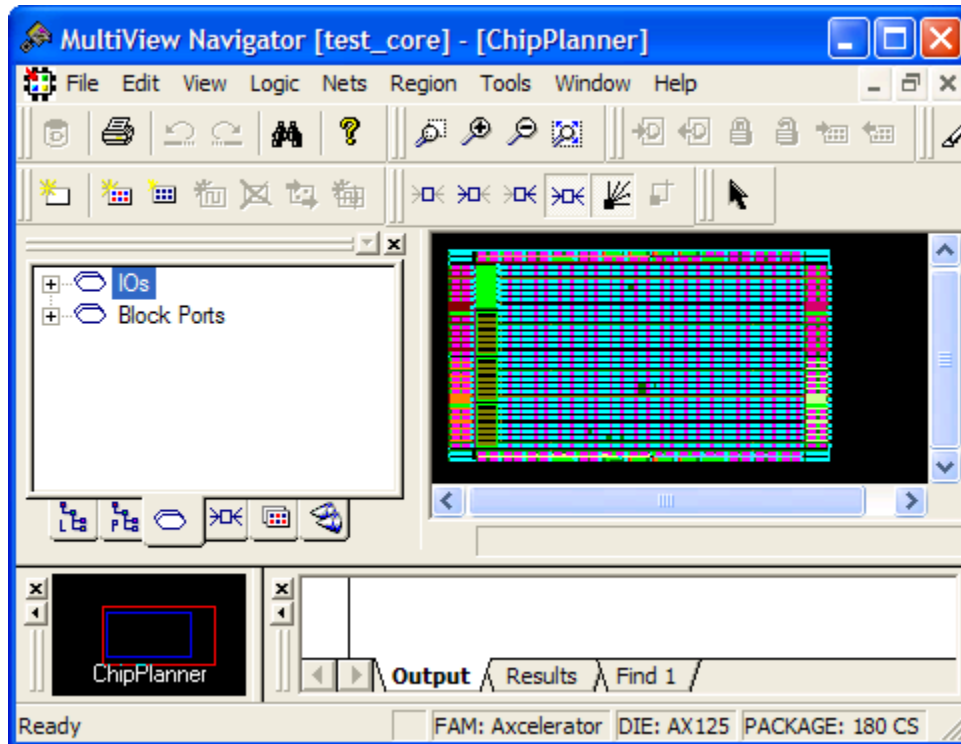 MultiView Navigator [test_core] - [ChipPlanner]
File Edit View Logic Nets Region Tools Window Help
IOs
Block Ports
L P
ChipPlanner
Output Results Find 1
Ready FAM: Axcelerator DIE: AX125 PACKAGE: 180 CS